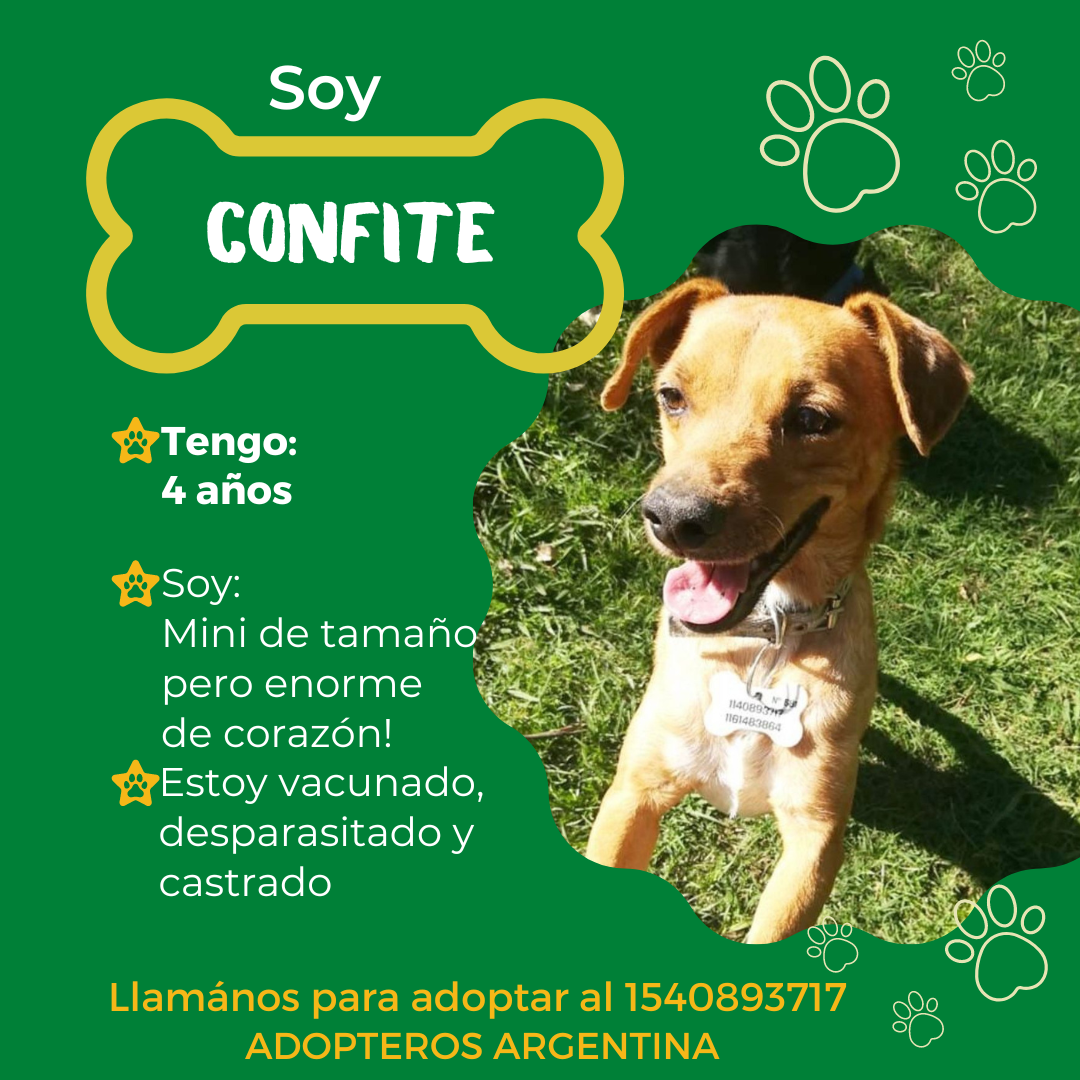 Soy
CONFITE
Tengo:
4 años
Soy:
Mini de tamaño
pero enorme
de corazón!
Estoy vacunado,
desparasitado y
castrado
N°
1161483864
Llamános para adoptar al 1540893717
ADOPTEROS ARGENTINA